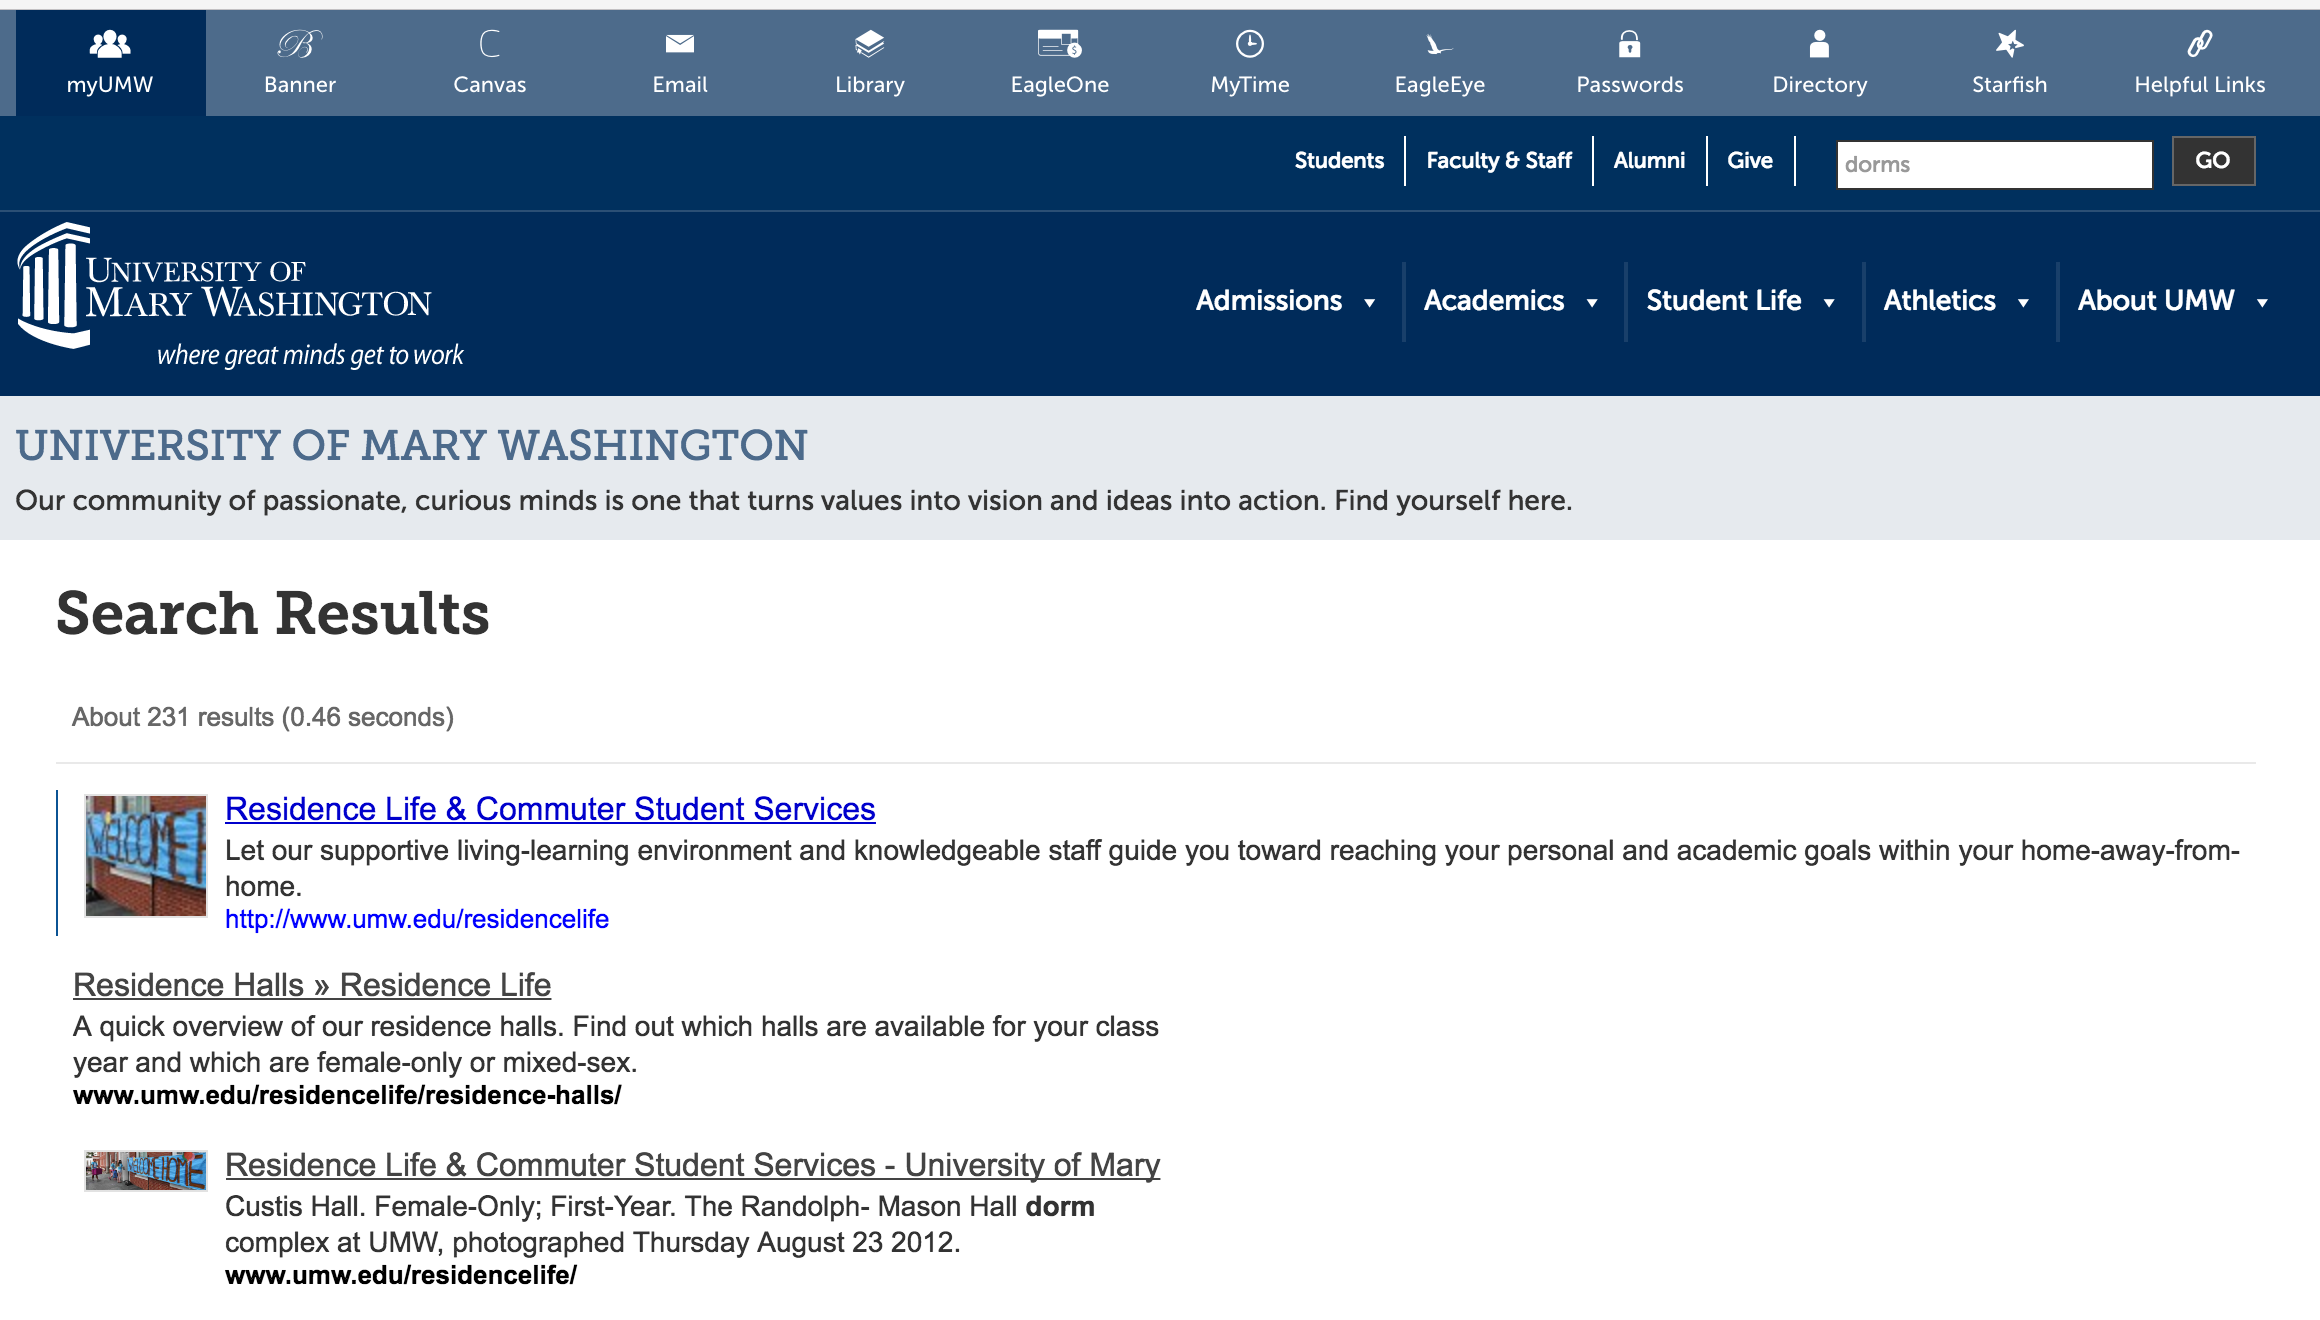 myUMW
Banner
Canvas
Email
Library
EagleOne
MyTime
EagleEye
Passwords
Directory
Starfish
Helpful Links
Students
Faculty & Staff
Alumni
Give
dorms
GO
UNIVERSITY OF
MARY WASHINGTON
where great minds get to work
Admissions
Academics
Student Life
Athletics
About UMW
UNIVERSITY OF MARY WASHINGTON
Our community of passionate, curious minds is one that turns values into vision and ideas into action. Find yourself here.
Search Results
About 231 results (0.46 seconds)
WELCOME
Residence Life & Commuter Student Services
Let our supportive living-learning environment and knowledgeable staff guide you toward reaching your personal and academic goals within your home-away-from-
home.
http://www.umw.edu/residencelife
Residence Halls » Residence Life
A quick overview of our residence halls. Find out which halls are available for your class
year and which are female-only or mixed-sex.
www.umw.edu/residencelife/residence-halls/
WELCOME HOME
Residence Life & Commuter Student Services - University of Mary
Custis Hall. Female-Only; First-Year. The Randolph- Mason Hall dorm
complex at UMW, photographed Thursday August 23 2012.
www.umw.edu/residencelife/